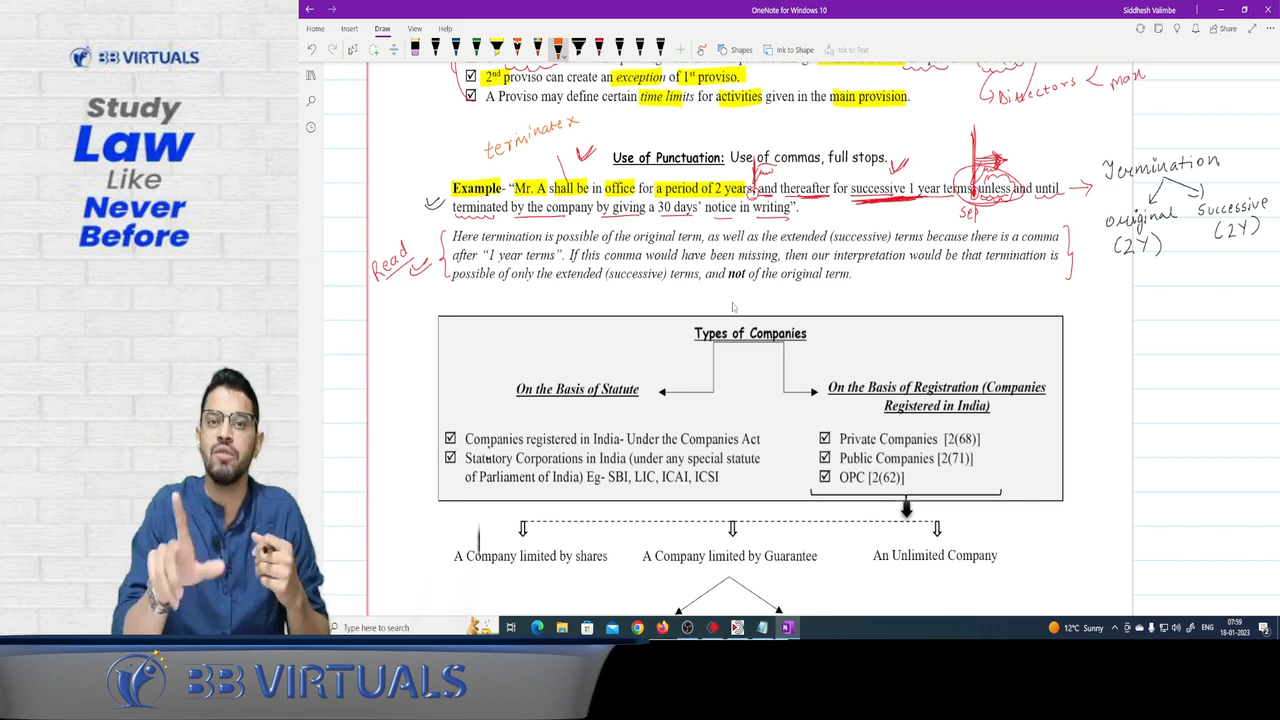 OneNote for Windows 10
Siddhesh Valimbe
Home Insert Draw View Help
Share
Shapes
Ink to Shape
Ink to Text
BB VIRTUALS
Study
Law
Like
Never
Before
2nd proviso can create an exception of 1st proviso.
A Proviso may define certain time limits for activities given in the main provision.
Directors < main
terminate x
Use of Punctuation: Use of commas, full stops.
Example- “Mr. A shall be in office for a period of 2 years, and thereafter for successive 1 year terms, unless and until
terminated by the company by giving a 30 days’ notice in writing”.
Sep
Termination
Original
(2Y)
Successive
(2Y)
Read
Here termination is possible of the original term, as well as the extended (successive) terms because there is a comma
after “1 year terms”. If this comma would have been missing, then our interpretation would be that termination is
possible of only the extended (successive) terms, and not of the original term.
Types of Companies
On the Basis of Statute
On the Basis of Registration (Companies
Registered in India)
Companies registered in India- Under the Companies Act
Statutory Corporations in India (under any special statute
of Parliament of India) Eg- SBI, LIC, ICAI, ICSI
Private Companies [2(68)]
Public Companies [2(71)]
OPC [2(62)]
A Company limited by shares
A Company limited by Guarantee
An Unlimited Company
Type here to search
12°C Sunny
ENG
07:59
18-01-2023
BB VIRTUALS